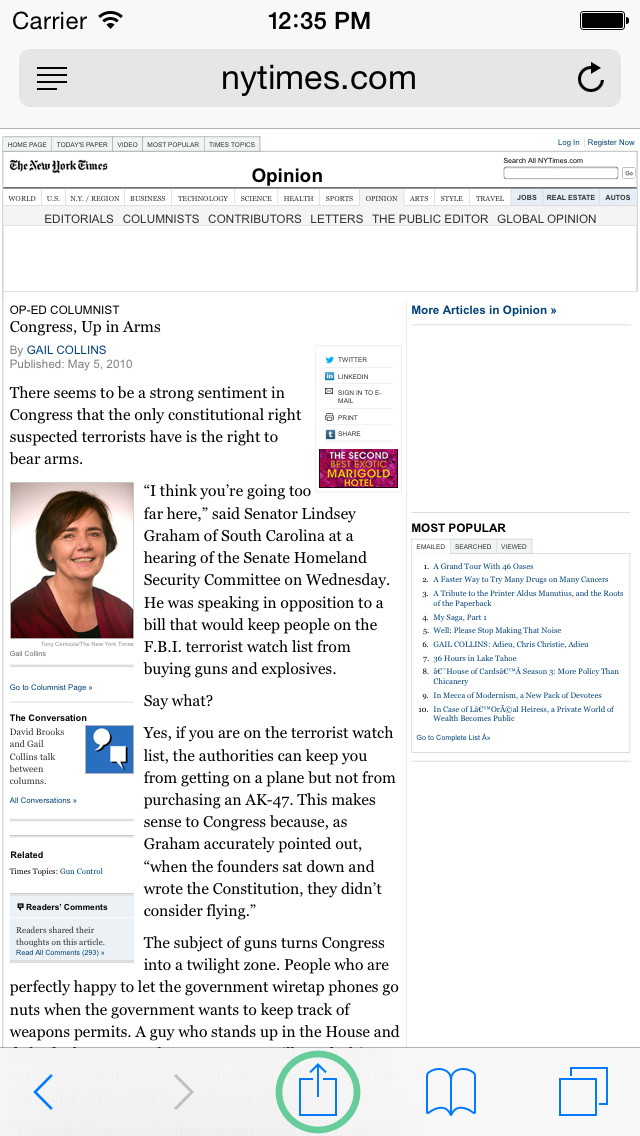 Carrier 12:35 PM
nytimes.com
HOME PAGE TODAY'S PAPER VIDEO MOST POPULAR TIMES TOPICS
Log In Register Now
The New York Times
Opinion
Search All NYTimes.com
Go
WORLD U.S. N.Y. / REGION BUSINESS TECHNOLOGY SCIENCE HEALTH SPORTS OPINION ARTS STYLE TRAVEL JOBS REAL ESTATE AUTOS
EDITORIALS COLUMNISTS CONTRIBUTORS LETTERS THE PUBLIC EDITOR GLOBAL OPINION
OP-ED COLUMNIST
Congress, Up in Arms
By GAIL COLLINS
Published: May 5, 2010
TWITTER
LINKEDIN
SIGN IN TO E-
MAIL
PRINT
SHARE
THE SECOND
BEST EXOTIC
MARIGOLD
HOTEL
There seems to be a strong sentiment in
Congress that the only constitutional right
suspected terrorists have is the right to
bear arms.
Tony Cenicola/The New York Times
Gail Collins
Go to Columnist Page »
The Conversation
David Brooks
and Gail
Collins talk
between
columns.
All Conversations »
Related
Times Topics: Gun Control
Readers' Comments
Readers shared their
thoughts on this article.
Read All Comments (293) »
“I think you’re going too
far here,” said Senator Lindsey
Graham of South Carolina at a
hearing of the Senate Homeland
Security Committee on Wednesday.
He was speaking in opposition to a
bill that would keep people on the
F.B.I. terrorist watch list from
buying guns and explosives.
Say what?
Yes, if you are on the terrorist watch
list, the authorities can keep you
from getting on a plane but not from
purchasing an AK-47. This makes
sense to Congress because, as
Graham accurately pointed out,
“when the founders sat down and
wrote the Constitution, they didn’t
consider flying.”
The subject of guns turns Congress
into a twilight zone. People who are
perfectly happy to let the government wiretap phones go
nuts when the government wants to keep track of
weapons permits. A guy who stands up in the House and
More Articles in Opinion »
MOST POPULAR
EMAILED SEARCHED VIEWED
1. A Grand Tour With 46 Oases
2. A Faster Way to Try Many Drugs on Many Cancers
3. A Tribute to the Printer Aldus Manutius, and the Roots
of the Paperback
4. My Saga, Part 1
5. Well: Please Stop Making That Noise
6. GAIL COLLINS: Adieu, Chris Christie, Adieu
7. 36 Hours in Lake Tahoe
8. â€˜House of Cardsâ€™Â Season 3: More Policy Than
Chicanery
9. In Mecca of Modernism, a New Pack of Devotees
10. In Case of Lâ€™OrÃ©al Heiress, a Private World of
Wealth Becomes Public
Go to Complete List Â»